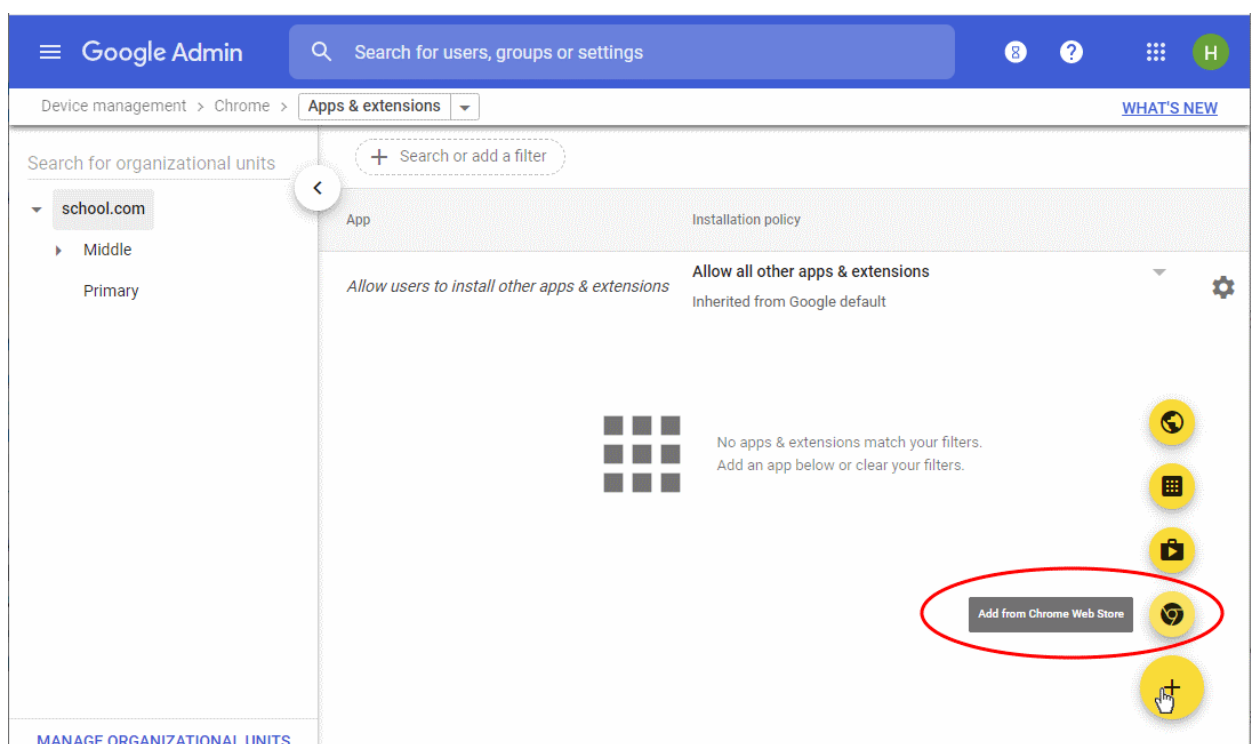 Google Admin
Search for users, groups or settings
8
?
H
Device management > Chrome > Apps & extensions
WHAT'S NEW
Search for organizational units
+ Search or add a filter
school.com
App
Installation policy
Middle
Allow users to install other apps & extensions
Allow all other apps & extensions
Inherited from Google default
Primary
No apps & extensions match your filters.
Add an app below or clear your filters.
Add from Chrome Web Store
+
MANAGE ORGANIZATIONAL UNITS